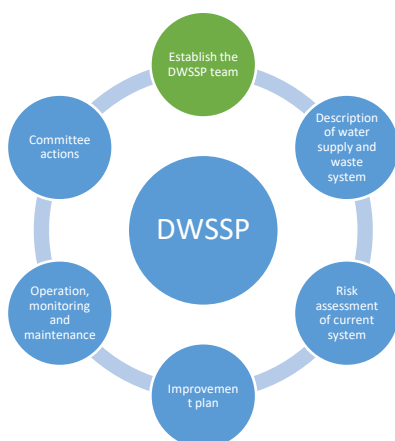 Establish the
DWSSP team
Description
of water
supply and
waste
system
Risk
assessment
of current
system
Improvemen
t plan
Operation,
monitoring
and
maintenance
Committee
actions
DWSSP